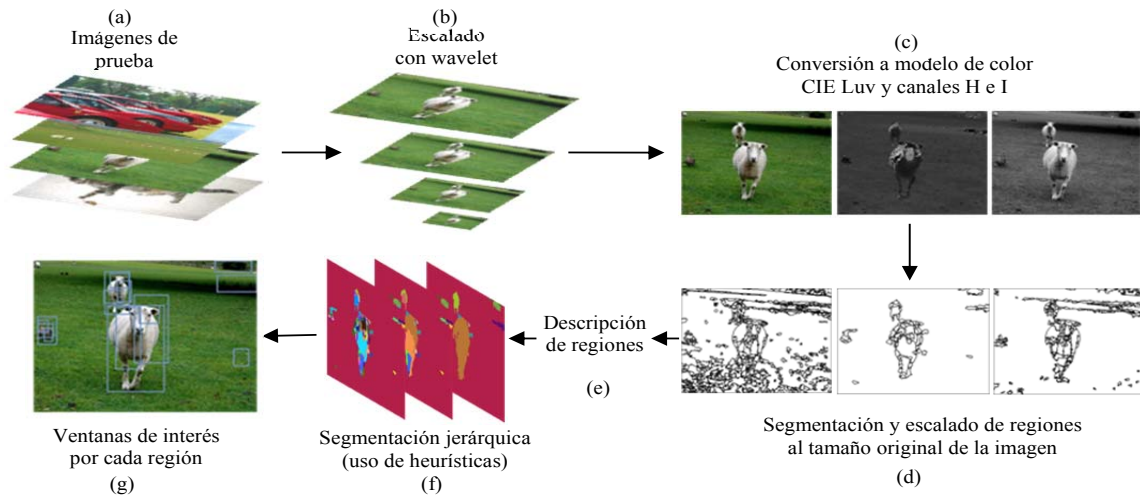 (a)
Imágenes de
prueba
(b)
Escalado
con wavelet
(c)
Conversión a modelo de color
CIE Luv y canales H e I
Segmentación y escalado de regiones
al tamaño original de la imagen
(d)
Descripción
de regiones
(e)
Segmentación jerárquica
(uso de heurísticas)
(f)
Ventanas de interés
por cada región
(g)